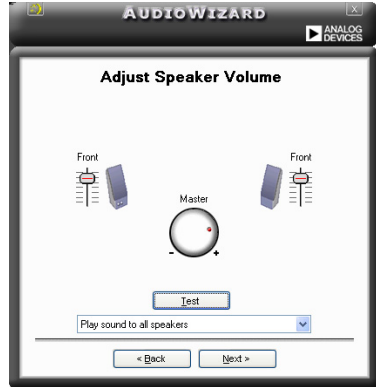 AUDIOWIZARD
ANALOG
DEVICES
Adjust Speaker Volume
Front
Front
Master
- +
Test
Play sound to all speakers
< Back Next >